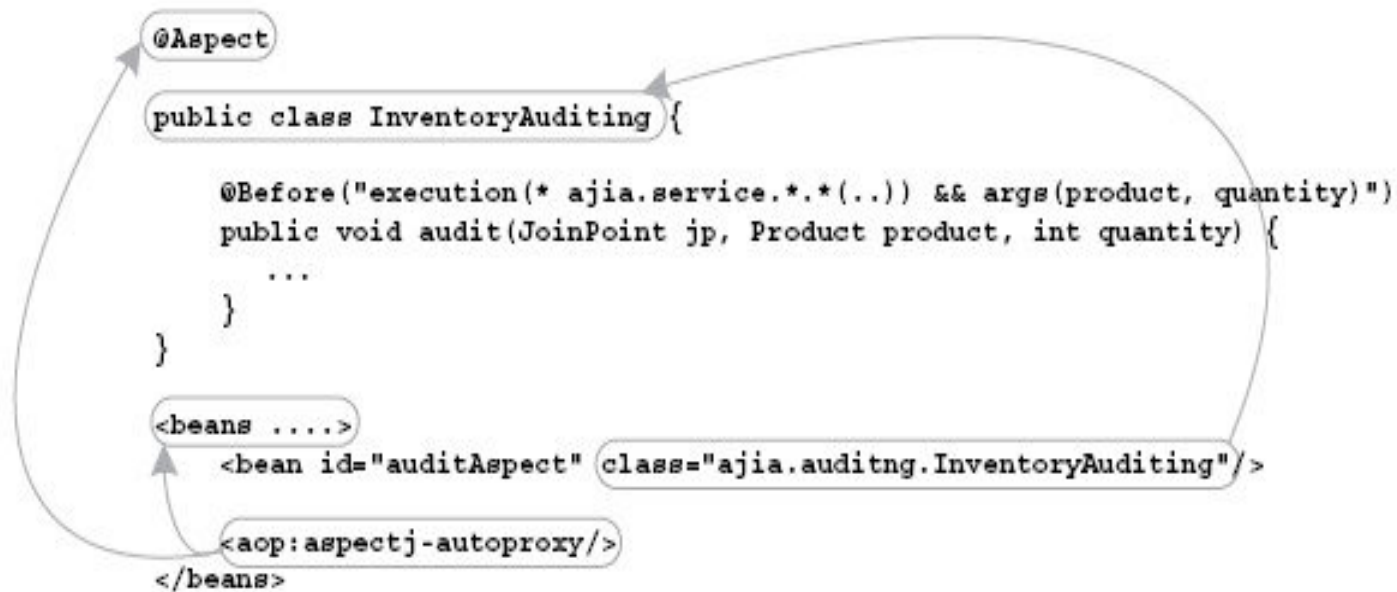 @Aspect
public class InventoryAuditing {
@Before("execution(* ajia.service.*.*(..)) && args(product, quantity)")
public void audit(JoinPoint jp, Product product, int quantity) {
...
}
}
<beans ....>
<bean id="auditAspect" class="ajia.auditng.InventoryAuditing"/>
<aop:aspectj-autoproxy/>
</beans>